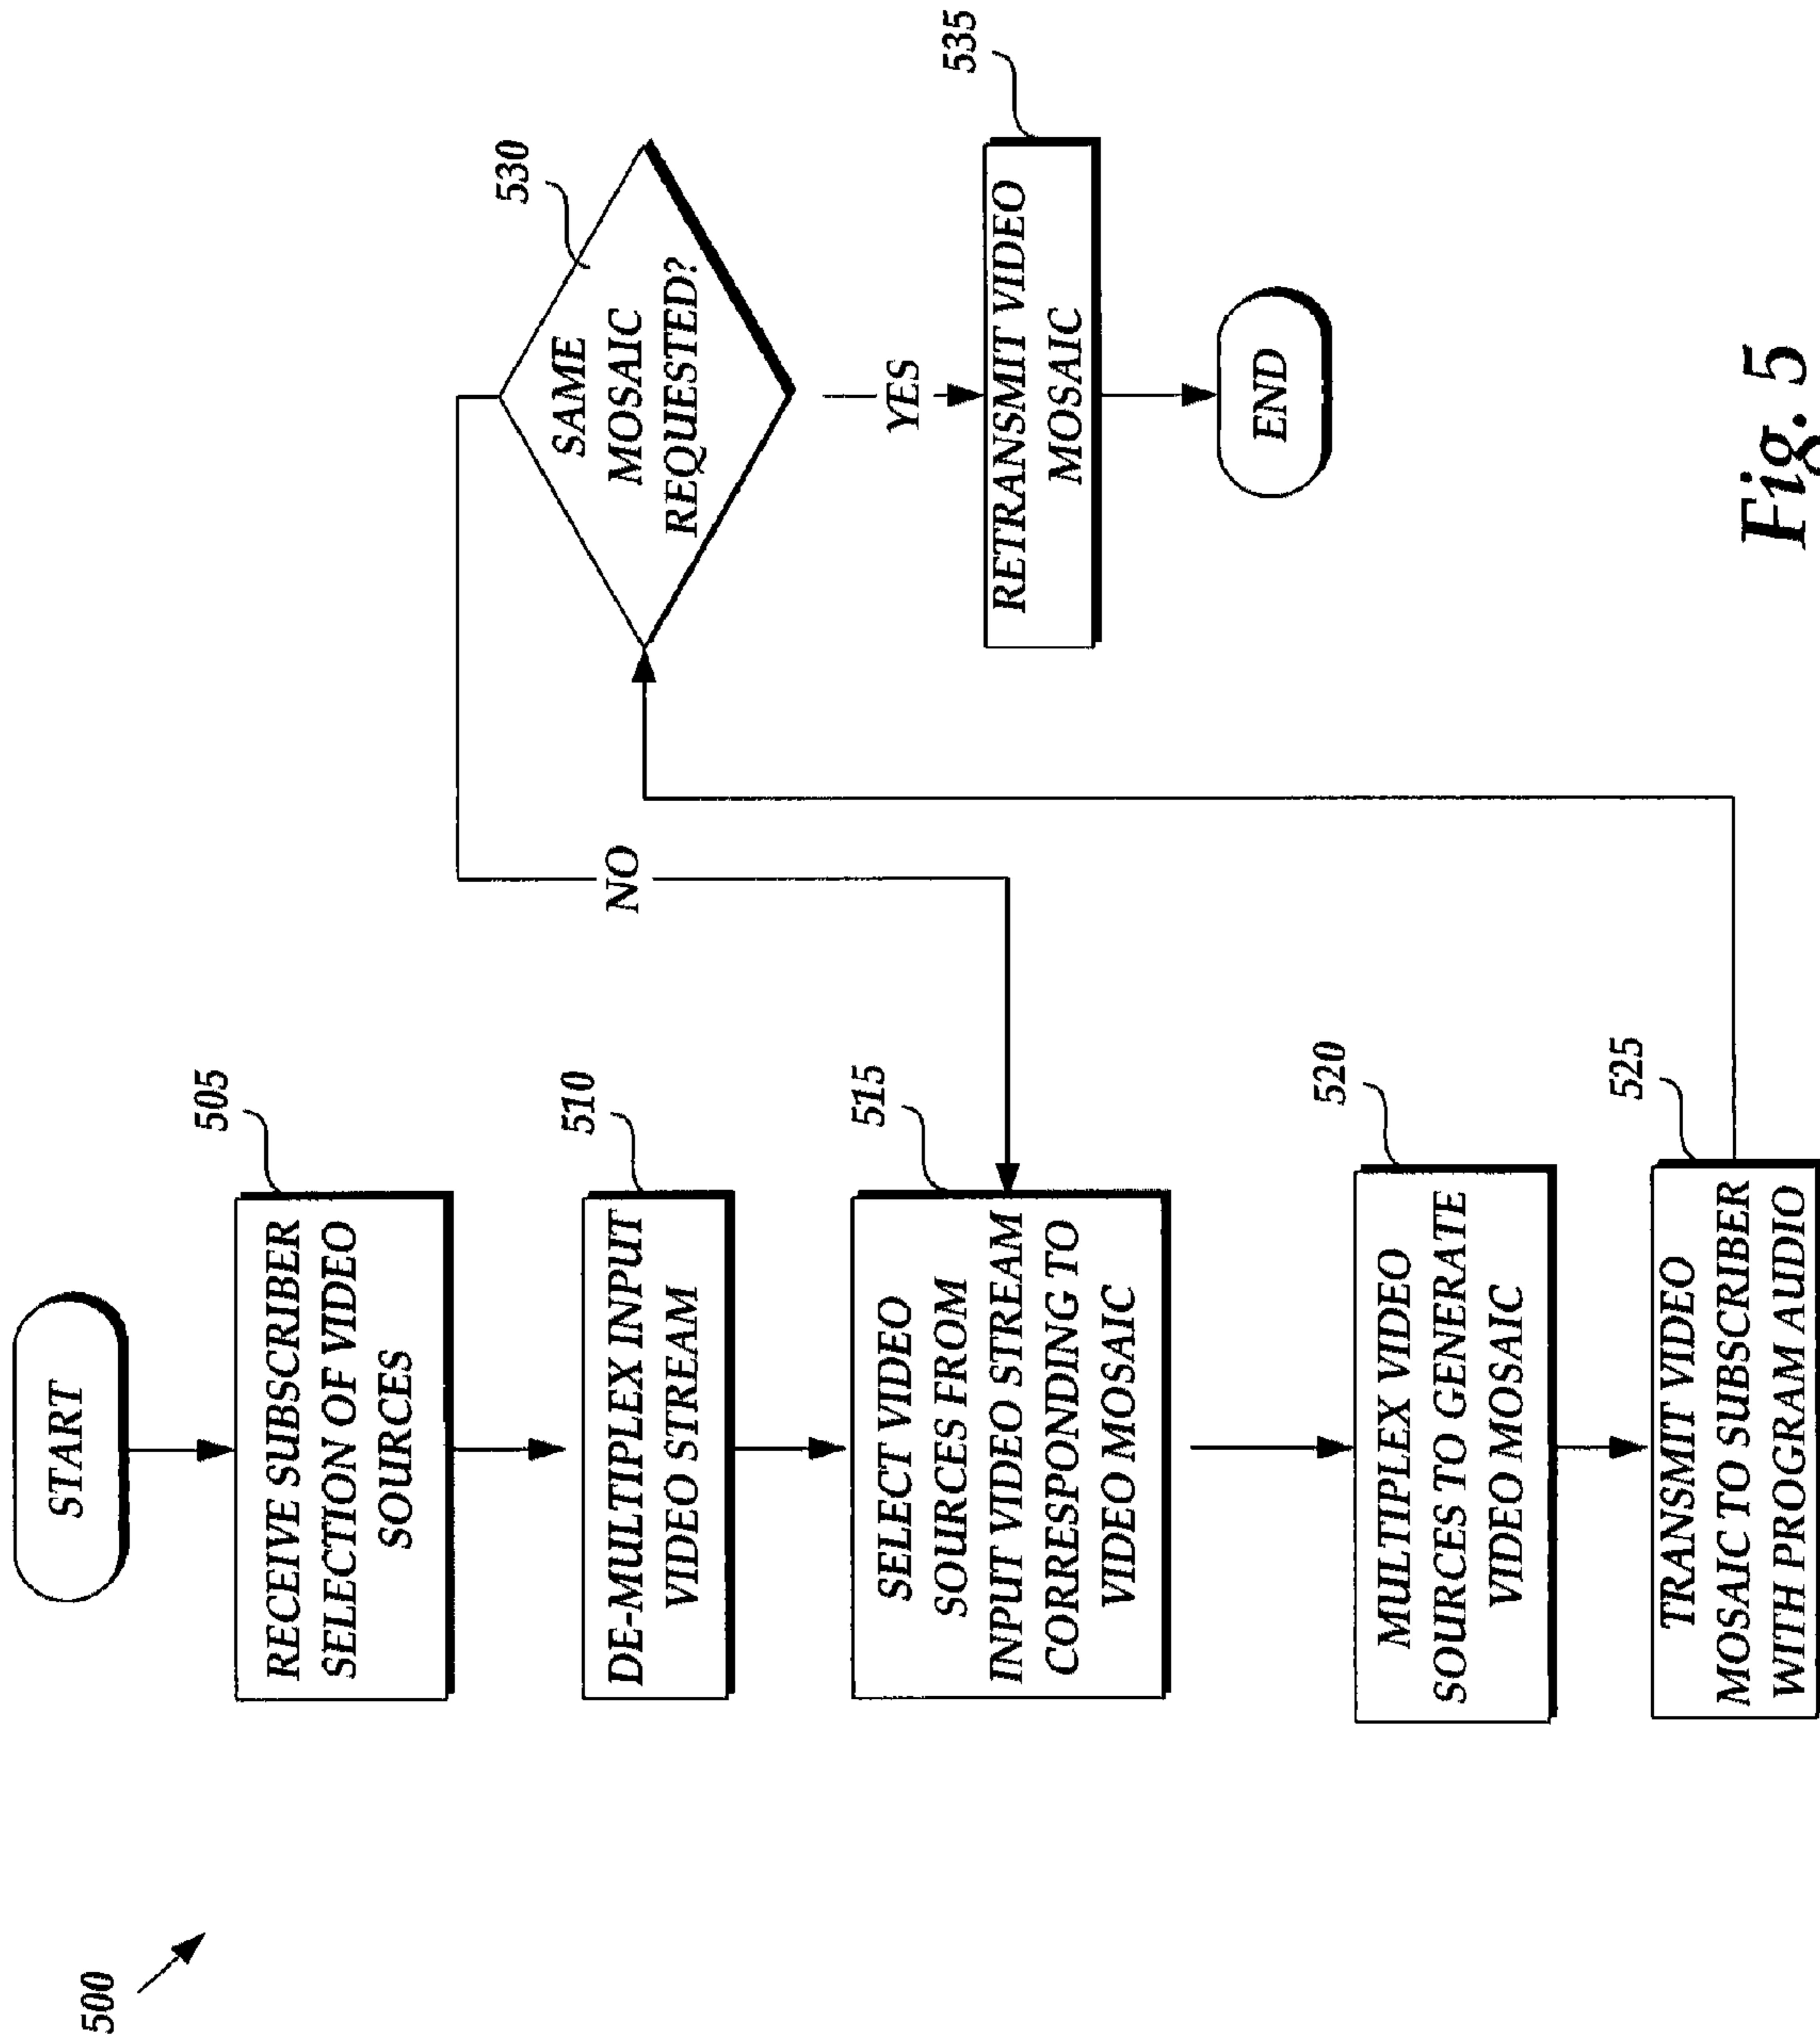 500
START
505
RECEIVE SUBSCRIBER
SELECTION OF VIDEO
SOURCES
510
DE-MULTIPLEX INPUT
VIDEO STREAM
515
SELECT VIDEO
SOURCES FROM
INPUT VIDEO STREAM
CORRESPONDING TO
VIDEO MOSAIC
520
MULTIPLEX VIDEO
SOURCES TO GENERATE
VIDEO MOSAIC
525
TRANSMIT VIDEO
MOSAIC TO SUBSCRIBER
WITH PROGRAM AUDIO
NO
530
SAME
MOSAIC
REQUESTED?
YES
535
RETRANSMIT VIDEO
MOSAIC
END
Fig. 5